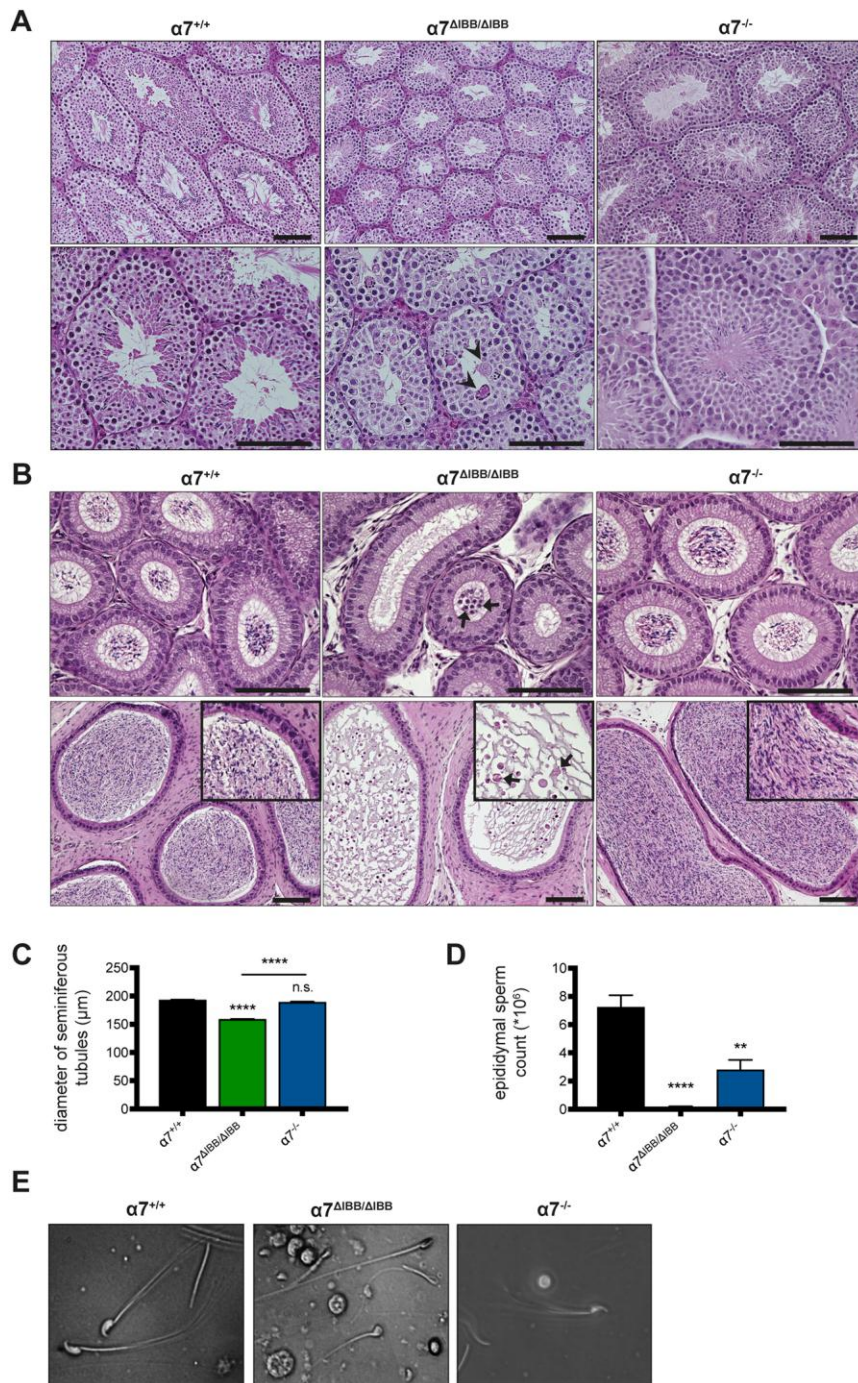 A
α7+/+ α7ΔIBB/ΔIBB α7-/-
B
α7+/+ α7ΔIBB/ΔIBB α7-/-
C
diameter of seminiferous
tubules (µm)
250
200
150
100
50
0
****
****
n.s.
α7+/+
α7ΔIBB/ΔIBB
α7-/-
D
epididymal sperm
count (*10⁶)
8
6
4
2
0
****
**
α7+/+
α7ΔIBB/ΔIBB
α7-/-
E
α7+/+ α7ΔIBB/ΔIBB α7-/-